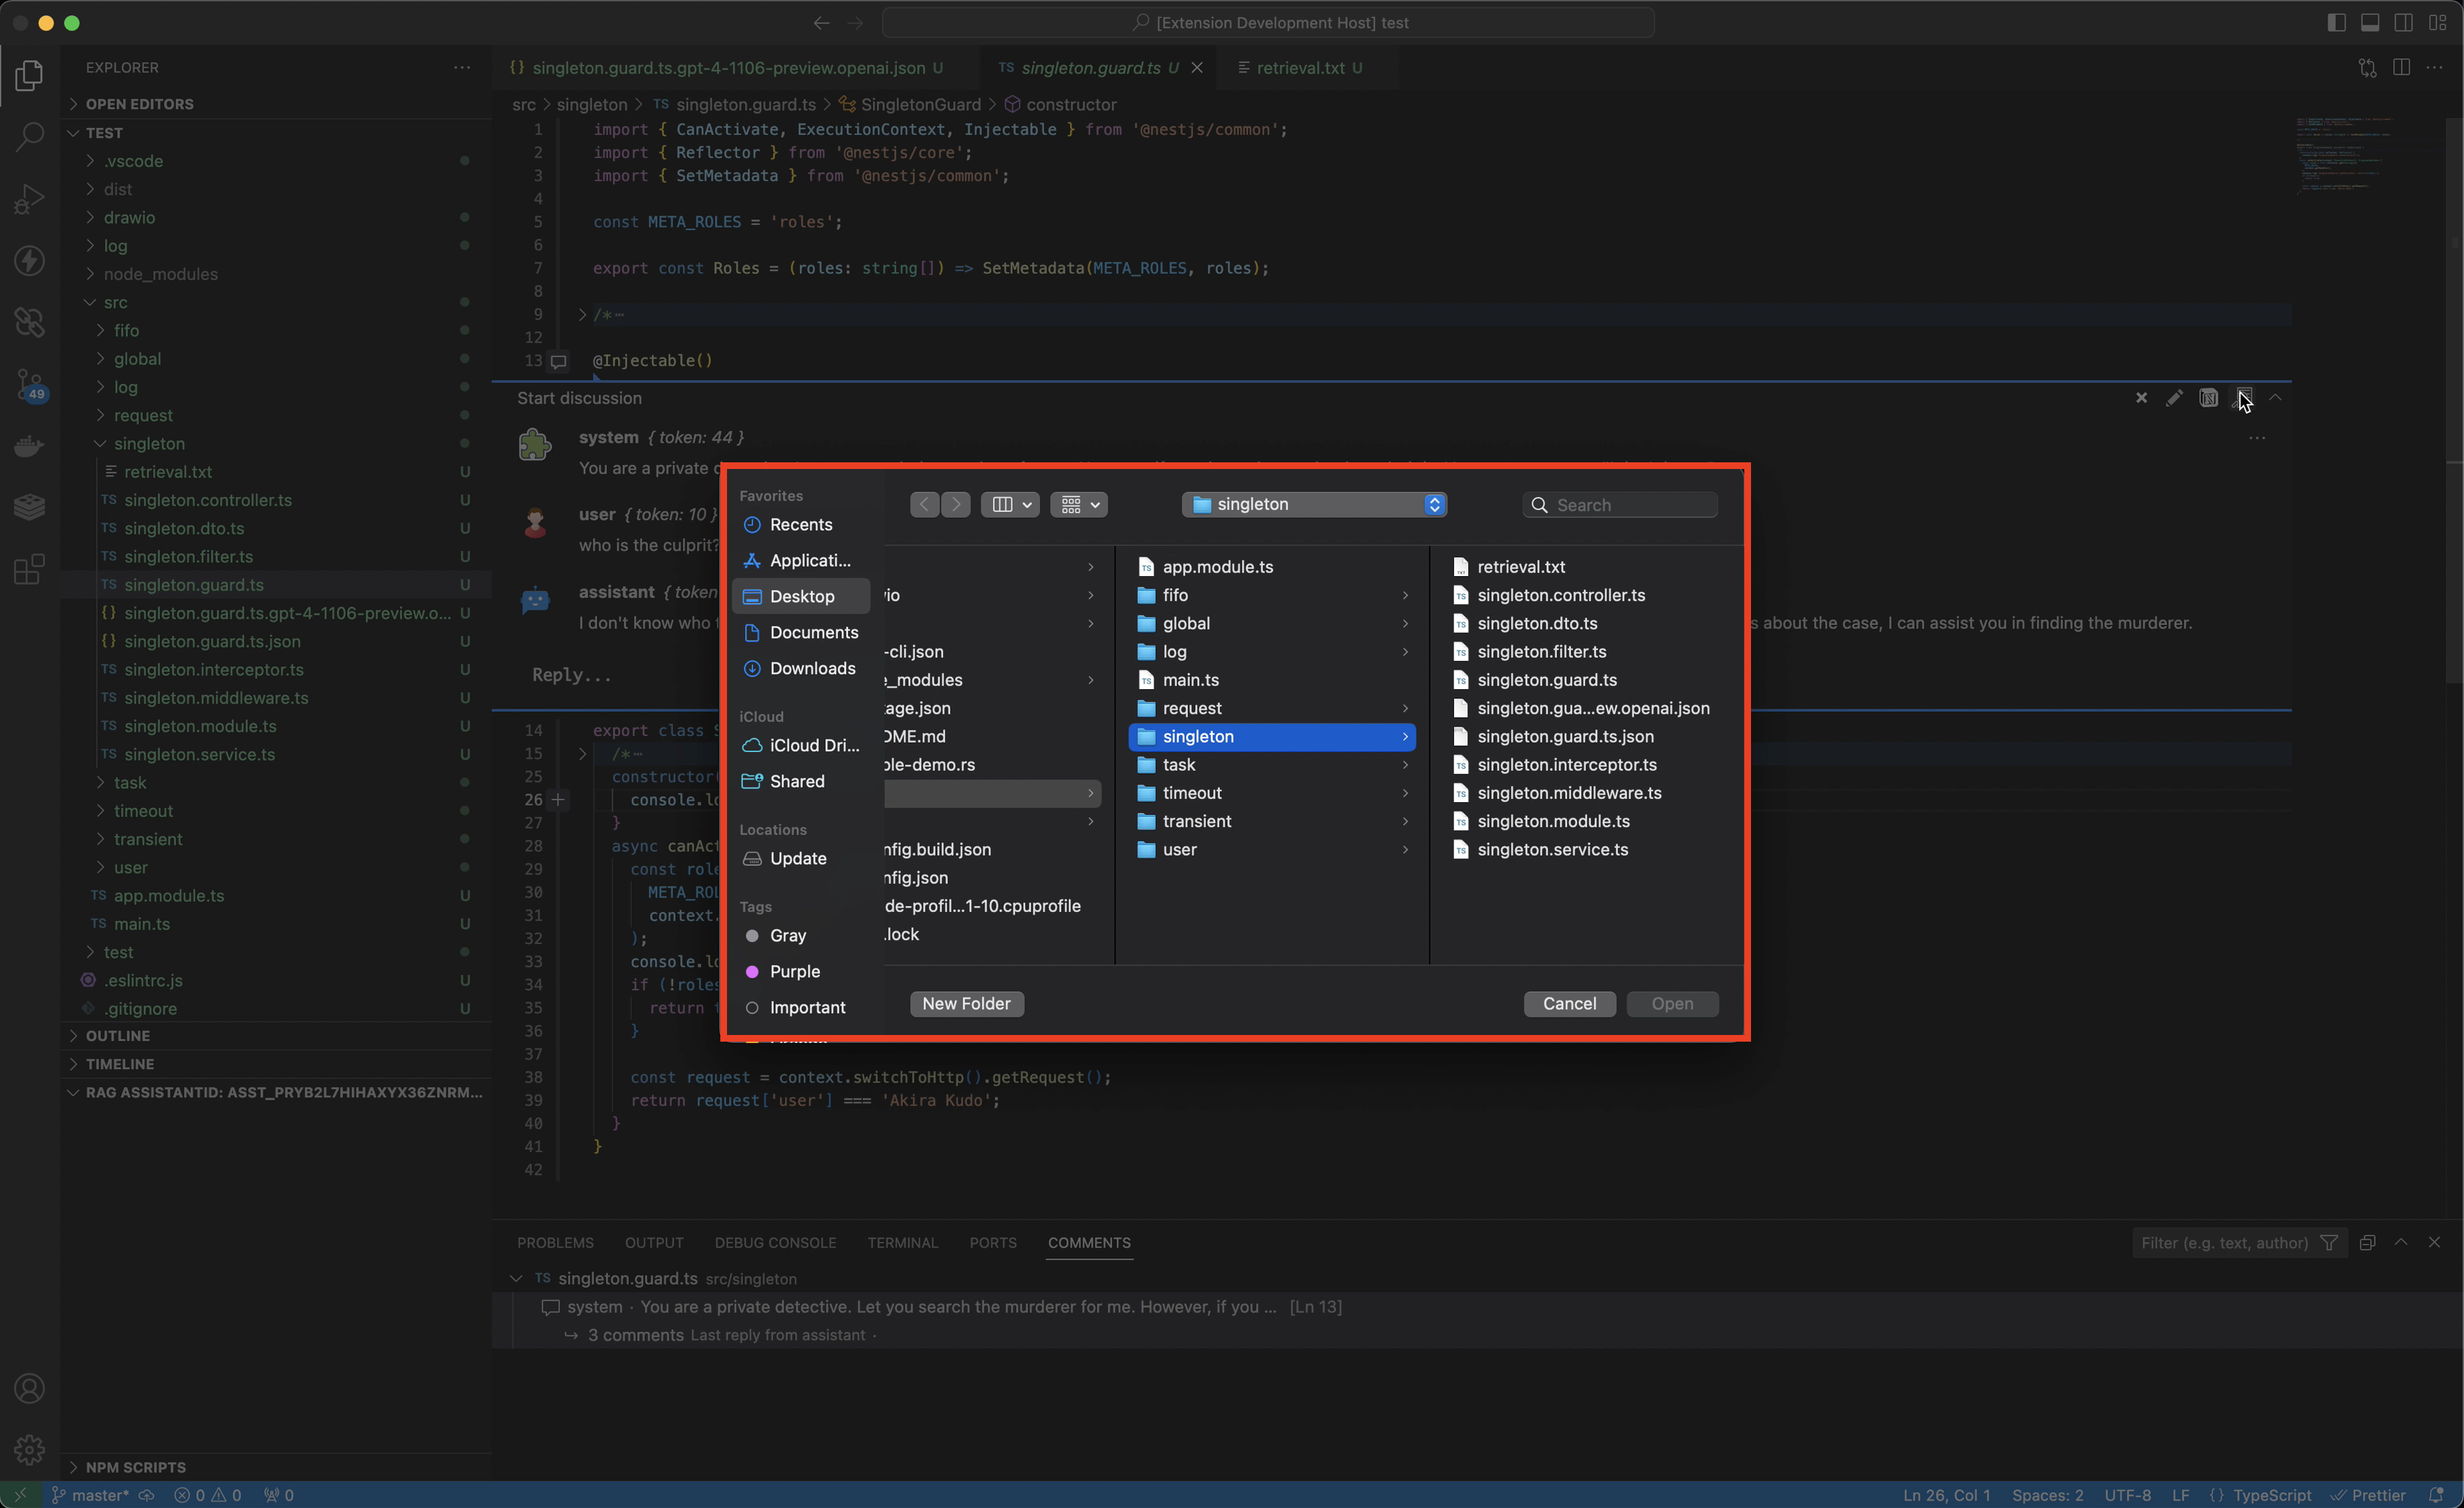 [Extension Development Host] test
EXPLORER
OPEN EDITORS
TEST
.vscode
dist
drawio
log
node_modules
src
fifo
global
log
request
singleton
retrieval.txt U
TS singleton.controller.ts U
TS singleton.dto.ts U
TS singleton.filter.ts U
TS singleton.guard.ts U
{} singleton.guard.ts.gpt-4-1106-preview.o... U
{} singleton.guard.ts.json U
TS singleton.interceptor.ts U
TS singleton.middleware.ts U
TS singleton.module.ts U
TS singleton.service.ts U
task
timeout
transient
user
TS app.module.ts U
TS main.ts U
test
.eslintrc.js U
.gitignore U
OUTLINE
TIMELINE
RAG ASSISTANTID: ASST_PRYB2L7HIHAXYX36ZNRM...
NPM SCRIPTS
49
{} singleton.guard.ts.gpt-4-1106-preview.openai.json U
TS singleton.guard.ts U
retrieval.txt U
src > singleton > TS singleton.guard.ts > SingletonGuard > constructor
1 import { CanActivate, ExecutionContext, Injectable } from '@nestjs/common';
2 import { Reflector } from '@nestjs/core';
3 import { SetMetadata } from '@nestjs/common';
4
5 const META_ROLES = 'roles';
6
7 export const Roles = (roles: string[]) => SetMetadata(META_ROLES, roles);
8
9 /*⋯
12
13 @Injectable()
Start discussion
system { token: 44 }
You are a private
user { token: 10 }
who is the culprit?
assistant { token
I don't know who
s about the case, I can assist you in finding the murderer.
Reply...
14 export class S
15 /*⋯
25 constructor(
26 console.lo
27 }
28 async canAct
29 const role
30 META_ROL
31 context.
32 );
33 console.lo
34 if (!roles
35 return
36 }
37
38 const request = context.switchToHttp().getRequest();
39 return request['user'] === 'Akira Kudo';
40 }
41 }
42
Favorites
Recents
Applicati...
Desktop
Documents
Downloads
iCloud
iCloud Dri...
Shared
Locations
Update
Tags
Gray
Purple
Important
singleton
Search
io
-cli.json
e_modules
age.json
OME.md
ple-demo.rs
nfig.build.json
nfig.json
de-profil...1-10.cpuprofile
.lock
app.module.ts
fifo
global
log
main.ts
request
singleton
task
timeout
transient
user
retrieval.txt
singleton.controller.ts
singleton.dto.ts
singleton.filter.ts
singleton.guard.ts
singleton.gua...ew.openai.json
singleton.guard.ts.json
singleton.interceptor.ts
singleton.middleware.ts
singleton.module.ts
singleton.service.ts
New Folder
Cancel
Open
PROBLEMS OUTPUT DEBUG CONSOLE TERMINAL PORTS COMMENTS
Filter (e.g. text, author)
TS singleton.guard.ts src/singleton
system · You are a private detective. Let you search the murderer for me. However, if you ... [Ln 13]
3 comments Last reply from assistant ·
master* 0 0 0
Ln 26, Col 1 Spaces: 2 UTF-8 LF {} TypeScript Prettier